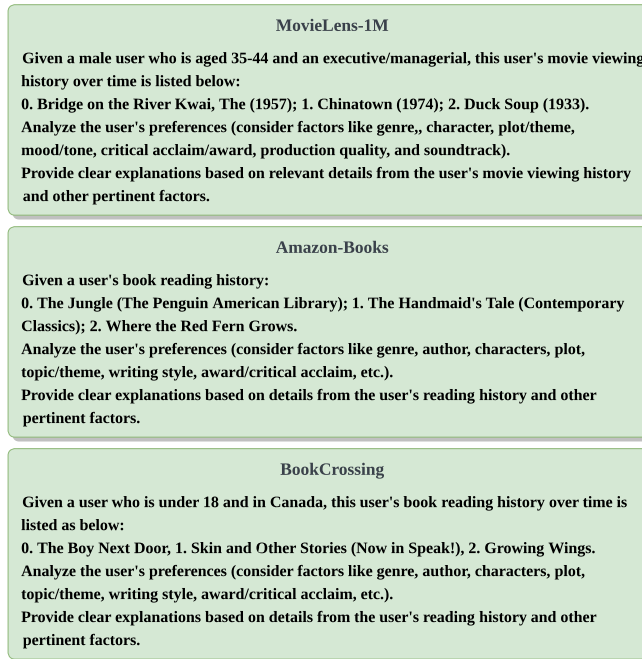 MovieLens-1M
Given a male user who is aged 35-44 and an executive/managerial, this user's movie viewing
history over time is listed below:
0. Bridge on the River Kwai, The (1957); 1. Chinatown (1974); 2. Duck Soup (1933).
Analyze the user's preferences (consider factors like genre,, character, plot/theme,
mood/tone, critical acclaim/award, production quality, and soundtrack).
Provide clear explanations based on relevant details from the user's movie viewing history
and other pertinent factors.
Amazon-Books
Given a user's book reading history:
0. The Jungle (The Penguin American Library); 1. The Handmaid's Tale (Contemporary
Classics); 2. Where the Red Fern Grows.
Analyze the user's preferences (consider factors like genre, author, characters, plot,
topic/theme, writing style, award/critical acclaim, etc.).
Provide clear explanations based on details from the user's reading history and other
pertinent factors.
BookCrossing
Given a user who is under 18 and in Canada, this user's book reading history over time is
listed as below:
0. The Boy Next Door, 1. Skin and Other Stories (Now in Speak!), 2. Growing Wings.
Analyze the user's preferences (consider factors like genre, author, characters, plot,
topic/theme, writing style, award/critical acclaim, etc.).
Provide clear explanations based on details from the user's reading history and other
pertinent factors.